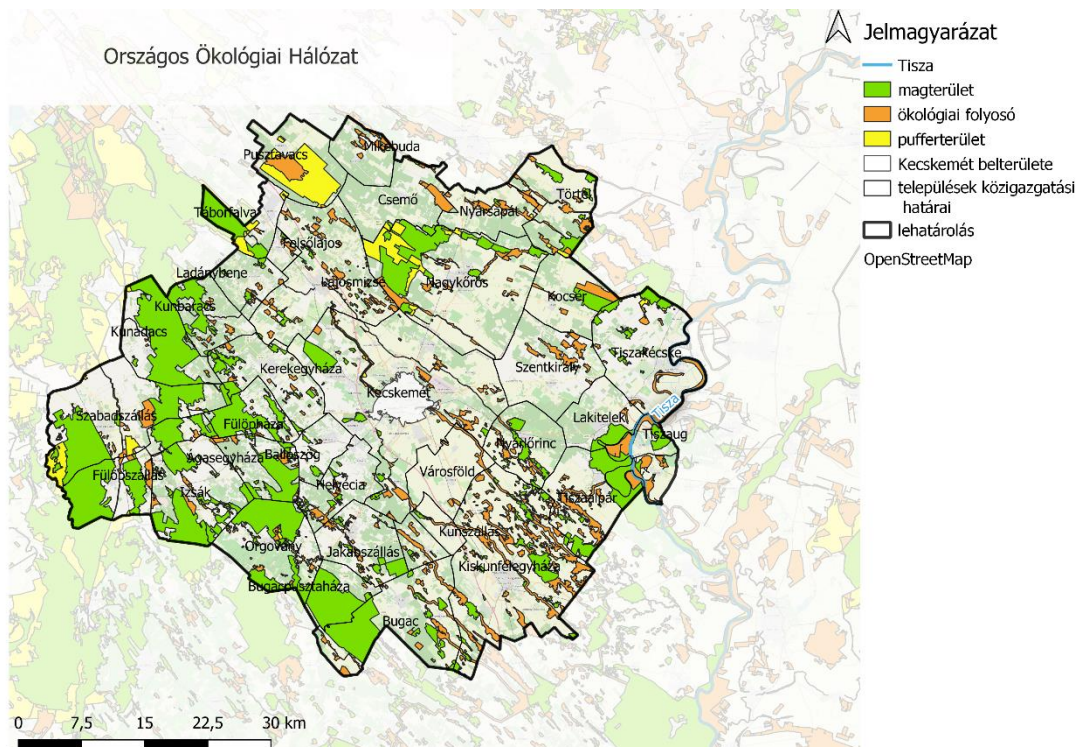 Országos Ökológiai Hálózat
Jelmagyarázat
Tisza
magterület
ökológiai folyosó
pufferterület
Kecskemét belterülete
települések közigazgatási
határai
lehatárolás
OpenStreetMap
Pusztavacs
Mikebuda
Táborfalva
Csemő
Nyársapát
Törtel
Felsőlajos
Ladánybene
Lajosmizse
Nagykőrös
Kocsér
Kunbaracs
Kunadacs
Tiszakécske
Kerekegyháza
Szentkirály
Kecskemét
Szabadszállás
Fülöpháza
Lakitelek
Tisza
Tiszaug
Nyárlőrinc
Ágasegyháza
Ballószög
Fülöpszállás
Izsák
Helvécia
Városföld
Tiszaalpár
Kunszállás
Orgovány
Jakabszállás
Kiskunfélegyháza
Bugacpusztaháza
Bugac
0 7,5 15 22,5 30 km